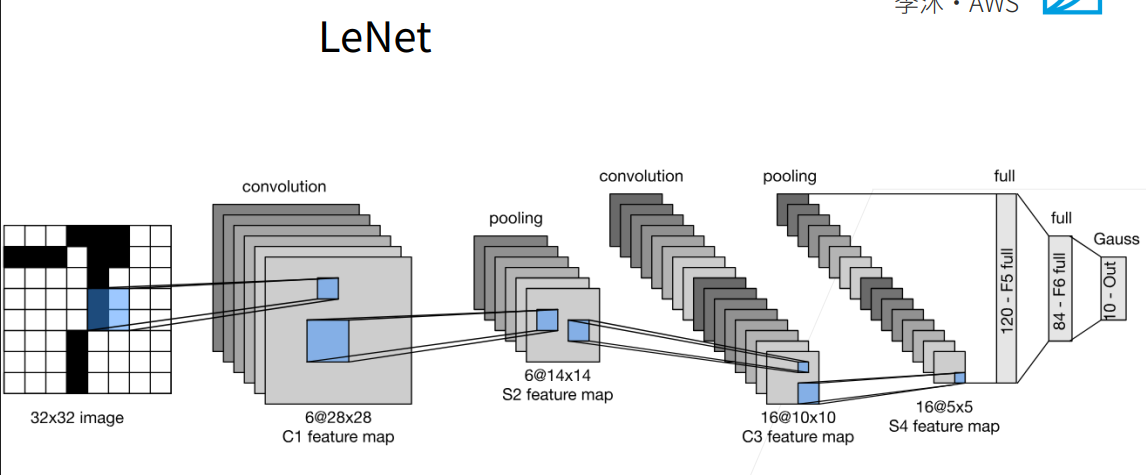 李沐·AWS
LeNet
convolution
pooling
convolution
pooling
full
full
Gauss
120 - F5 full
84 - F6 full
10 - Out
32x32 image
6@28x28
C1 feature map
6@14x14
S2 feature map
16@10x10
C3 feature map
16@5x5
S4 feature map